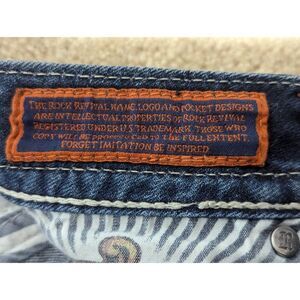 THE ROCK REVIVAL NAME, LOGO AND POCKET DESIGNS
ARE INTELLECTUAL PROPERTIES OF ROCK REVIVAL
REGISTERED UNDER U.S. TRADEMARK. THOSE WHO
COPY WILL BE PROSECUTED TO THE FULL EXTENT.
FORGET IMITATION BE INSPIRED